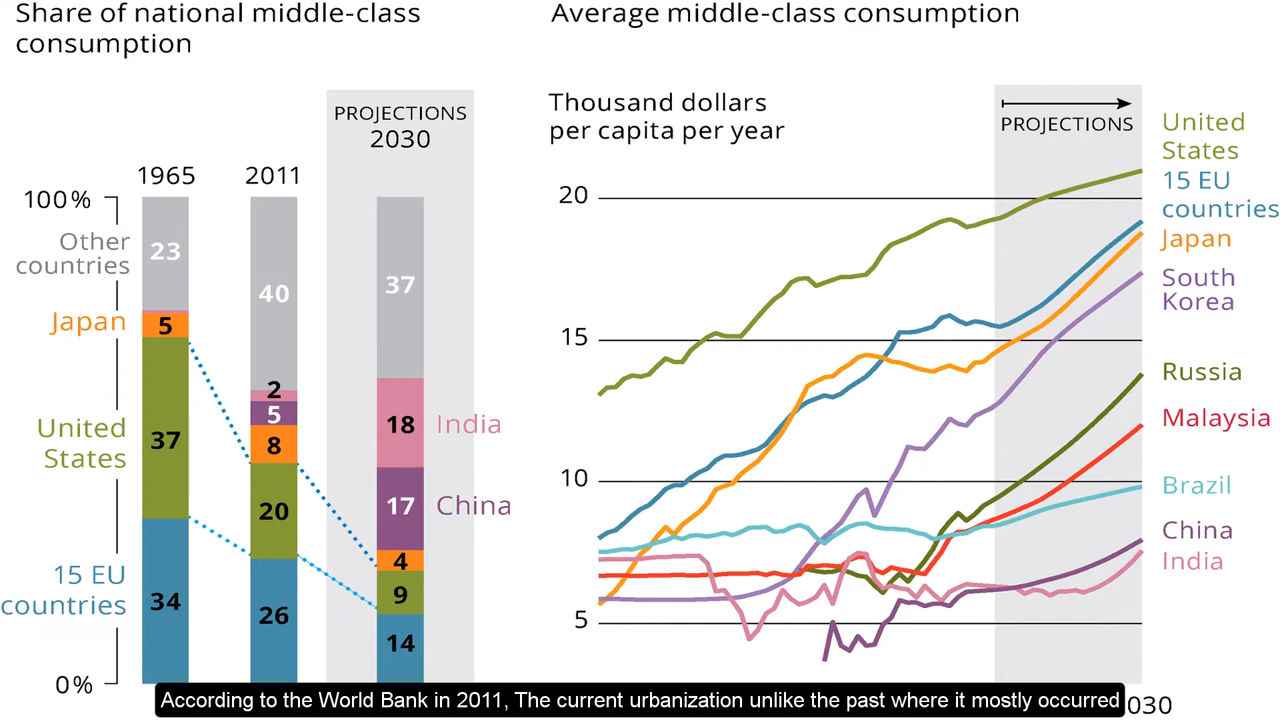 Share of national middle-class
consumption
Average middle-class consumption
PROJECTIONS
2030
1965
2011
100%
Other
countries
Japan
United
States
15 EU
countries
0%
23
5
37
34
40
2
5
8
20
26
37
18
17
4
9
14
India
China
Thousand dollars
per capita per year
PROJECTIONS
20
15
10
5
United
States
15 EU
countries
Japan
South
Korea
Russia
Malaysia
Brazil
China
India
030
According to the World Bank in 2011, The current urbanization unlike the past where it mostly occurred